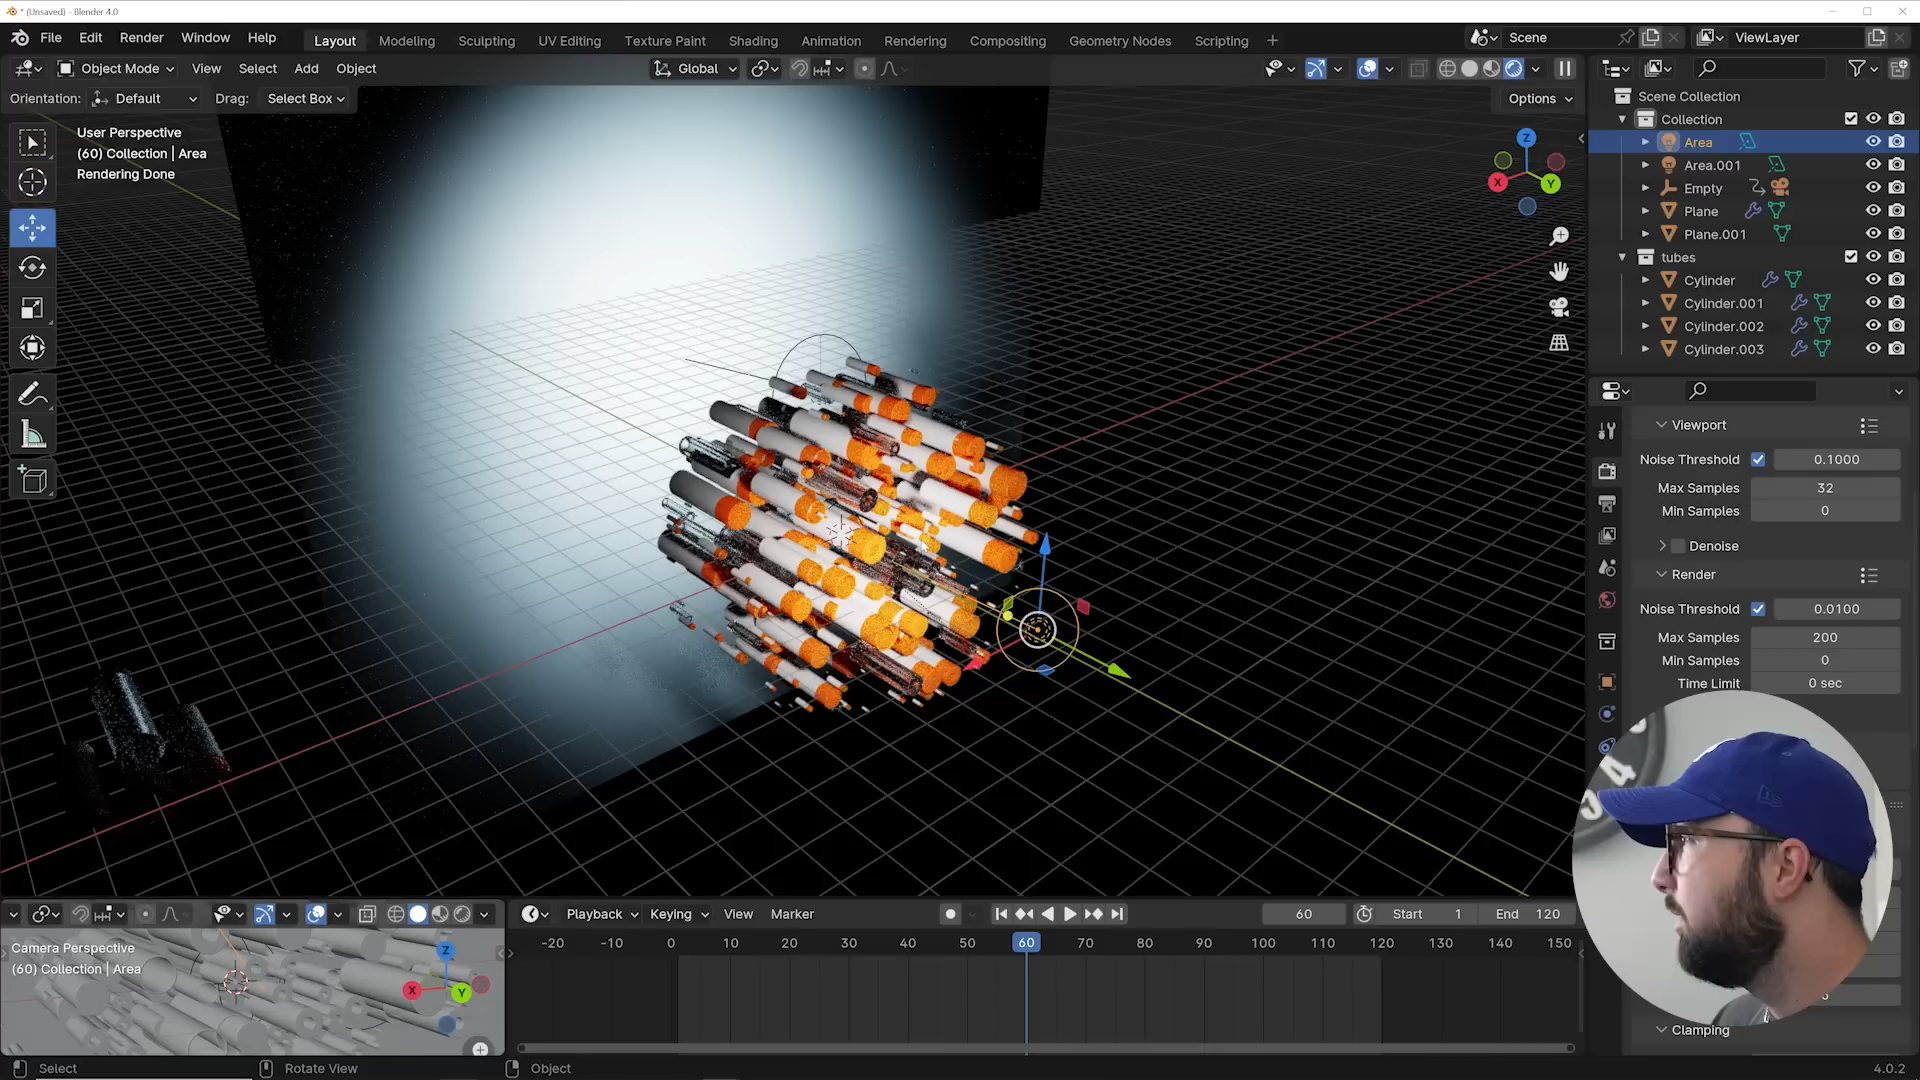 * (Unsaved) - Blender 4.0
File Edit Render Window Help Layout Modeling Sculpting UV Editing Texture Paint Shading Animation Rendering Compositing Geometry Nodes Scripting + Scene ViewLayer
Object Mode View Select Add Object Global
Orientation: Default Drag: Select Box Options
User Perspective
(60) Collection | Area
Rendering Done
Z
X
Y
Scene Collection
Collection
Area
Area.001
Empty
Plane
Plane.001
tubes
Cylinder
Cylinder.001
Cylinder.002
Cylinder.003
Viewport
Noise Threshold 0.1000
Max Samples 32
Min Samples 0
Denoise
Render
Noise Threshold 0.0100
Max Samples 200
Min Samples 0
Time Limit 0 sec
Clamping
Playback Keying View Marker 60 Start 1 End 120
-20 -10 0 10 20 30 40 50 60 70 80 90 100 110 120 130 140 150
Camera Perspective
(60) Collection | Area
Z
X
Y
Select Rotate View Object 4.0.2